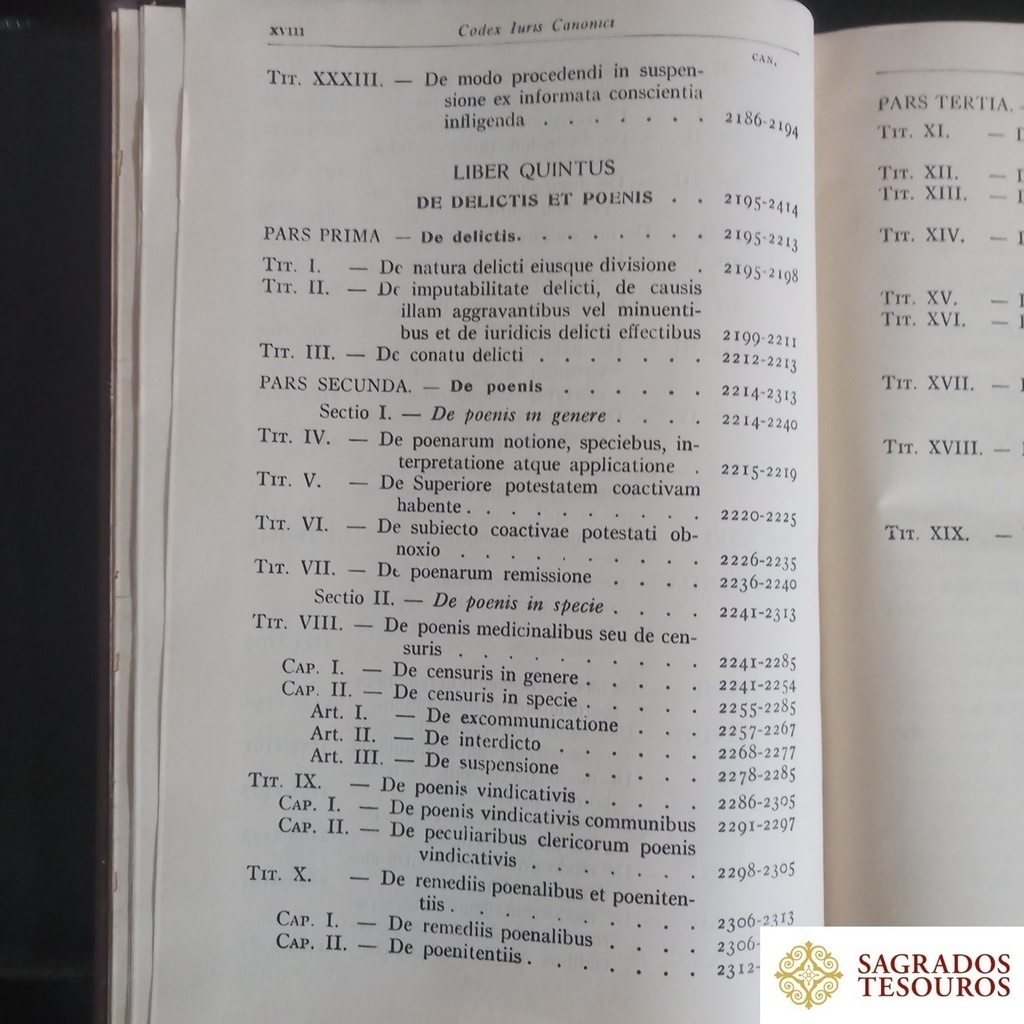 XVIII Codex Iuris Canonici
CAN.
TIT. XXXIII. — De modo procedendi in suspen-
sione ex informata conscientia
infligenda . . . . . . . 2186-2194
LIBER QUINTUS
DE DELICTIS ET POENIS . . 2195-2414
PARS PRIMA — De delictis. . . . . . . . 2195-2213
TIT. I. — De natura delicti eiusque divisione . 2195-2198
TIT. II. — De imputabilitate delicti, de causis
illam aggravantibus vel minuenti-
bus et de iuridicis delicti effectibus 2199-2211
TIT. III. — De conatu delicti . . . . . . . 2212-2213
PARS SECUNDA. — De poenis . . . . . . 2214-2313
Sectio I. — De poenis in genere . . . . 2214-2240
TIT. IV. — De poenarum notione, speciebus, in-
terpretatione atque applicatione . 2215-2219
TIT. V. — De Superiore potestatem coactivam
habente . . . . . . . . . . 2220-2225
TIT. VI. — De subiecto coactivae potestati ob-
noxio . . . . . . . . . . 2226-2235
TIT. VII. — De poenarum remissione . . . . 2236-2240
Sectio II. — De poenis in specie . . . . 2241-2313
TIT. VIII. — De poenis medicinalibus seu de cen-
suris . . . . . . . . . . 2241-2285
CAP. I. — De censuris in genere . . . . . 2241-2254
CAP. II. — De censuris in specie . . . . . 2255-2285
Art. I. — De excommunicatione . . . 2257-2267
Art. II. — De interdicto . . . . . . 2268-2277
Art. III. — De suspensione . . . . . 2278-2285
TIT. IX. — De poenis vindicativis . . . . . 2286-2305
CAP. I. — De poenis vindicativis communibus 2291-2297
CAP. II. — De peculiaribus clericorum poenis
vindicativis . . . . . . . 2298-2305
TIT. X. — De remediis poenalibus et poeniten-
tiis . . . . . . . . . . 2306-2313
CAP. I. — De remediis poenalibus . . . . 2306-
CAP. II. — De poenitentiis . . . . . . . 2312-
PARS TERTIA. -
TIT. XI. —
TIT. XII. —
TIT. XIII. —
TIT. XIV. —
TIT. XV. —
TIT. XVI. —
TIT. XVII. —
TIT. XVIII. —
TIT. XIX. —
SAGRADOS
TESOUROS